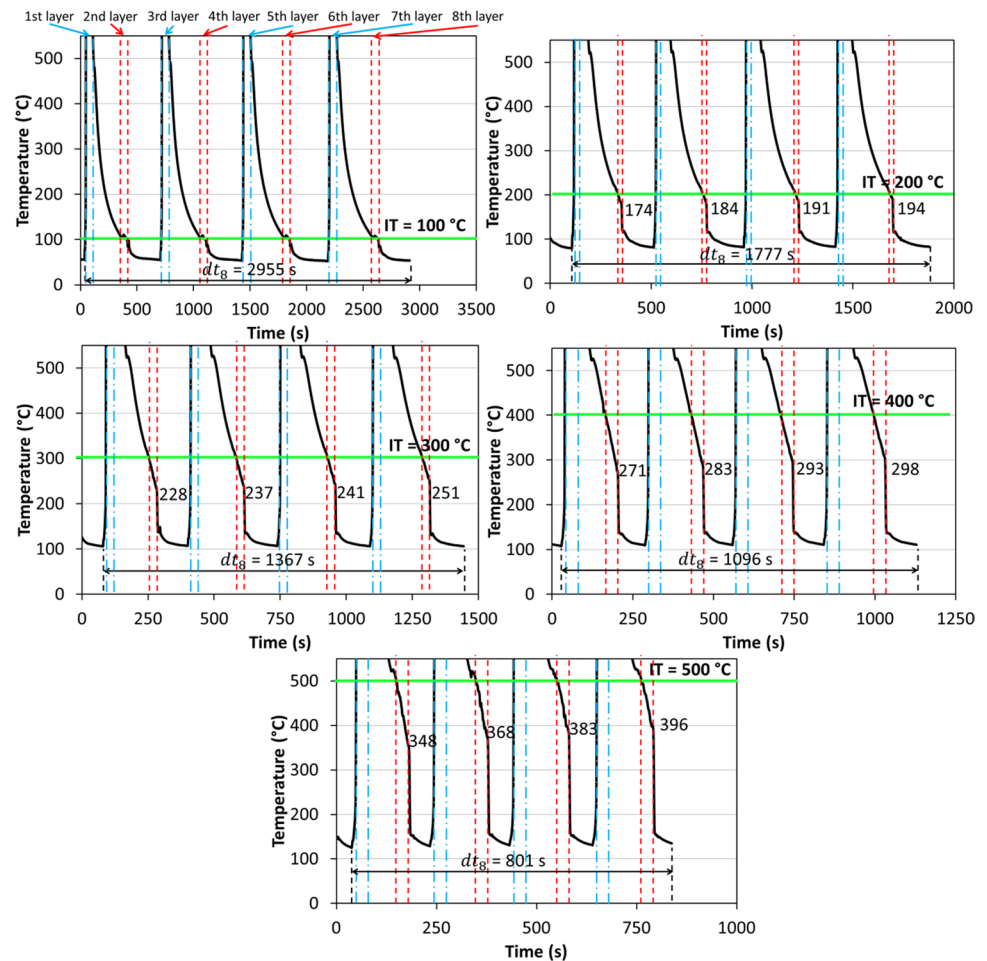 1st layer 2nd layer 3rd layer 4th layer 5th layer 6th layer 7th layer 8th layer
Temperature (°C)
500
400
300
200
100
0
IT = 100 °C
dt8 = 2955 s
0 500 1000 1500 2000 2500 3000 3500
Time (s)
Temperature (°C)
500
400
300
200
100
0
IT = 200 °C
174 184 191 194
dt8 = 1777 s
0 500 1000 1500 2000
Time (s)
Temperature (°C)
500
400
300
200
100
0
IT = 300 °C
228 237 241 251
dt8 = 1367 s
0 250 500 750 1000 1250 1500
Time (s)
Temperature (°C)
500
400
300
200
100
0
IT = 400 °C
271 283 293 298
dt8 = 1096 s
0 250 500 750 1000 1250
Time (s)
Temperature (°C)
500
400
300
200
100
0
IT = 500 °C
348 368 383 396
dt8 = 801 s
0 250 500 750 1000
Time (s)